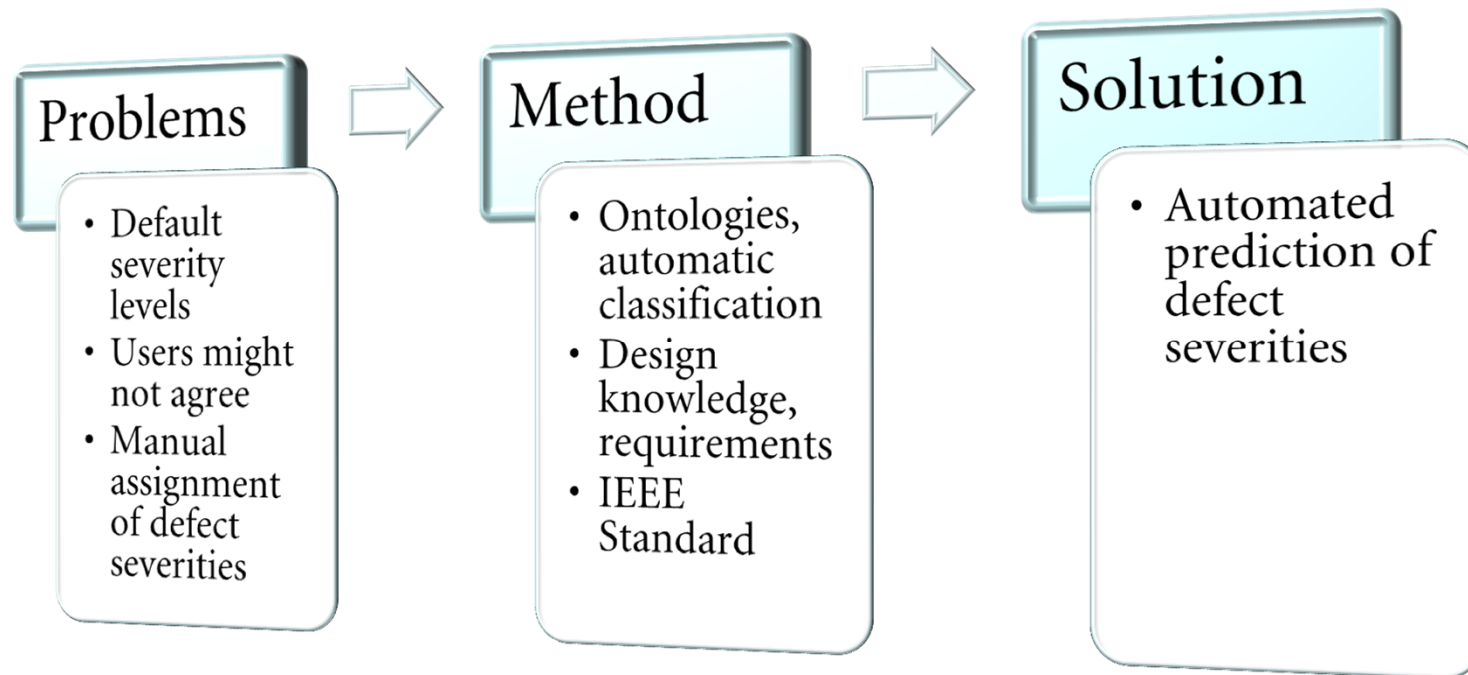 Problems
• Default
severity
levels
• Users might
not agree
• Manual
assignment
of defect
severities
Method
• Ontologies,
automatic
classification
• Design
knowledge,
requirements
• IEEE
Standard
Solution
• Automated
prediction of
defect
severities